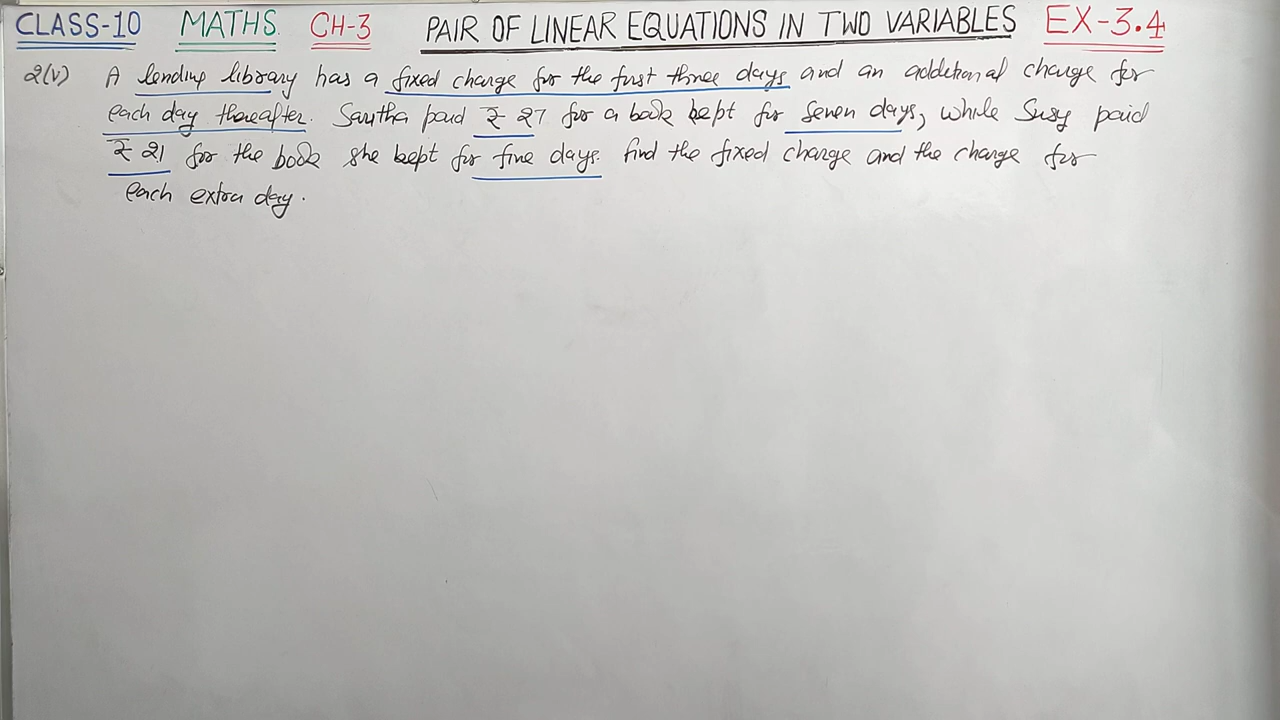 CLASS-10 MATHS. CH-3 PAIR OF LINEAR EQUATIONS IN TWO VARIABLES EX-3.4
2(v) A lending library has a fixed charge for the first three days and an additional charge for
each day thereafter. Saritha paid ₹ 27 for a book kept for seven days, while Susy paid
₹ 21 for the book she kept for five days. find the fixed charge and the charge for
each extra day.